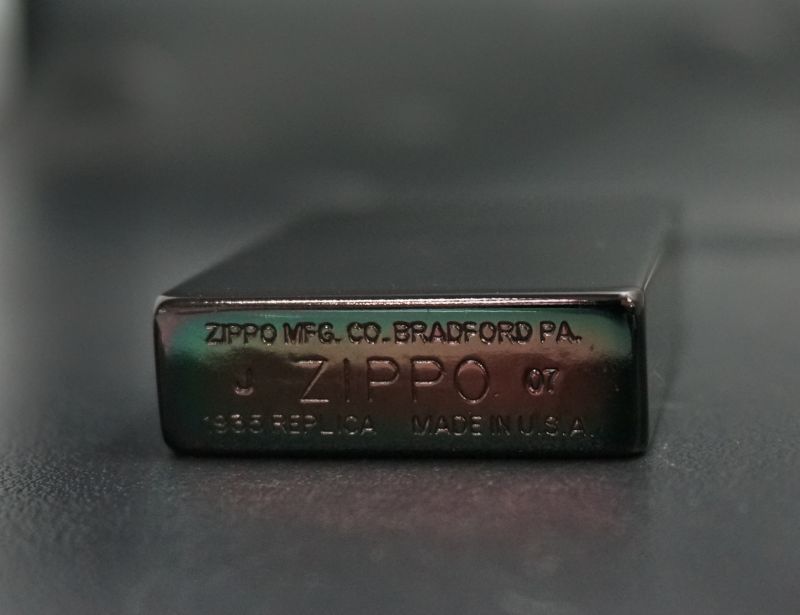 ZIPPO MFG. CO. BRADFORD PA.
J ZIPPO 07
1935 REPLICA MADE IN U.S.A.